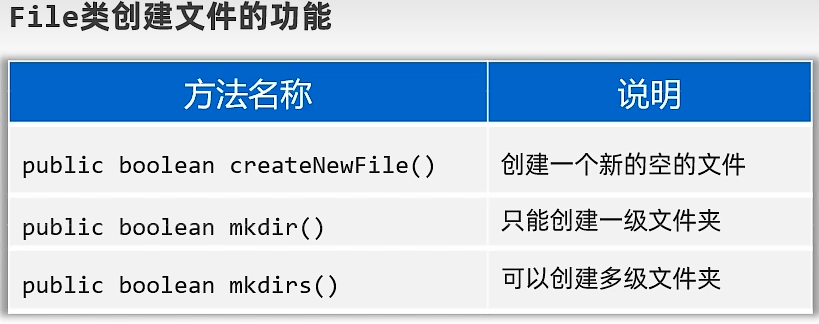 File类创建文件的功能
方法名称 说明
public boolean createNewFile() 创建一个新的空的文件
public boolean mkdir() 只能创建一级文件夹
public boolean mkdirs() 可以创建多级文件夹